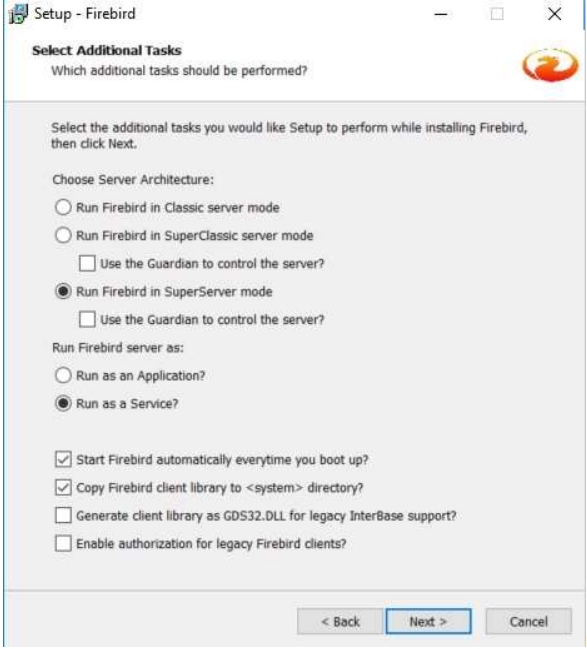 Setup - Firebird
Select Additional Tasks
Which additional tasks should be performed?
Select the additional tasks you would like Setup to perform while installing Firebird,
then click Next.
Choose Server Architecture:
Run Firebird in Classic server mode
Run Firebird in SuperClassic server mode
Use the Guardian to control the server?
Run Firebird in SuperServer mode
Use the Guardian to control the server?
Run Firebird server as:
Run as an Application?
Run as a Service?
Start Firebird automatically everytime you boot up?
Copy Firebird client library to <system> directory?
Generate client library as GDS32.DLL for legacy InterBase support?
Enable authorization for legacy Firebird clients?
< Back Next > Cancel